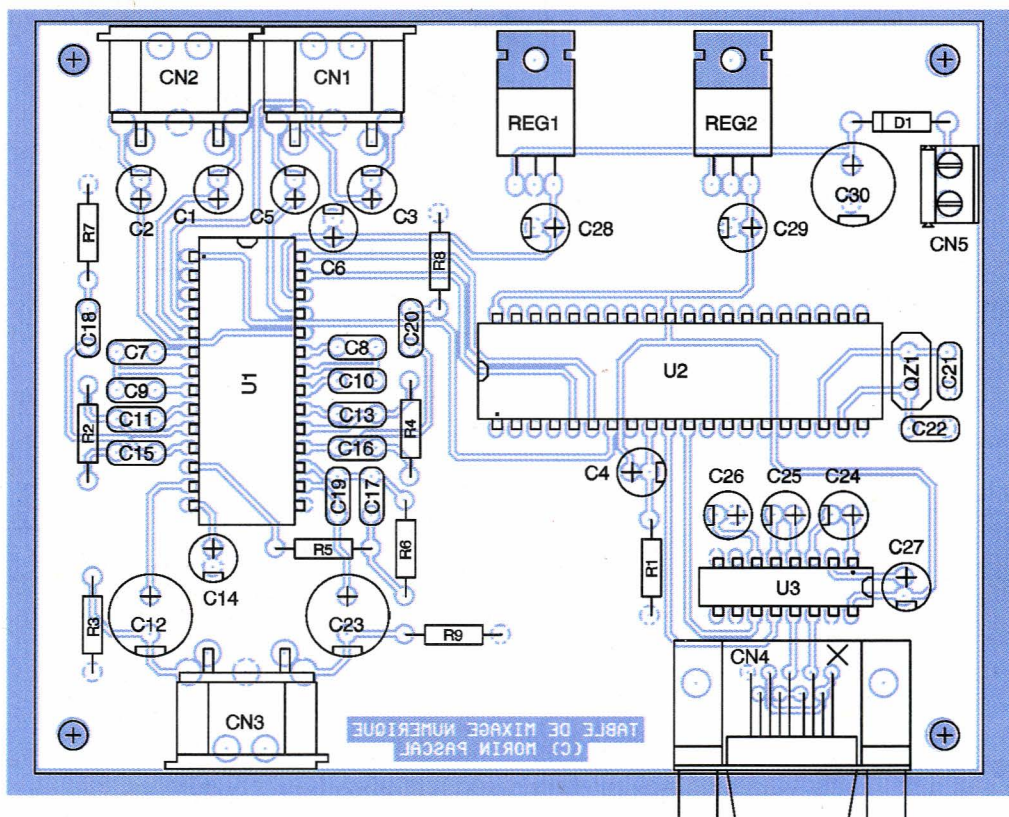 CN2
CN1
REG1
REG2
D1
C30
CN5
R7
C2
C1
C5
C3
C6
R8
C28
C29
C18
C20
C7
C8
U1
U2
QZ1
C21
C9
C10
C11
C13
R2
R4
C22
C15
C16
C4
C19
C17
C26
C25
C24
R5
R6
R1
C27
C14
U3
R3
C12
C23
R9
CN4
CN3
TABLE DE MIXAGE NUMERIQUE
(C) MORIN PASCAL